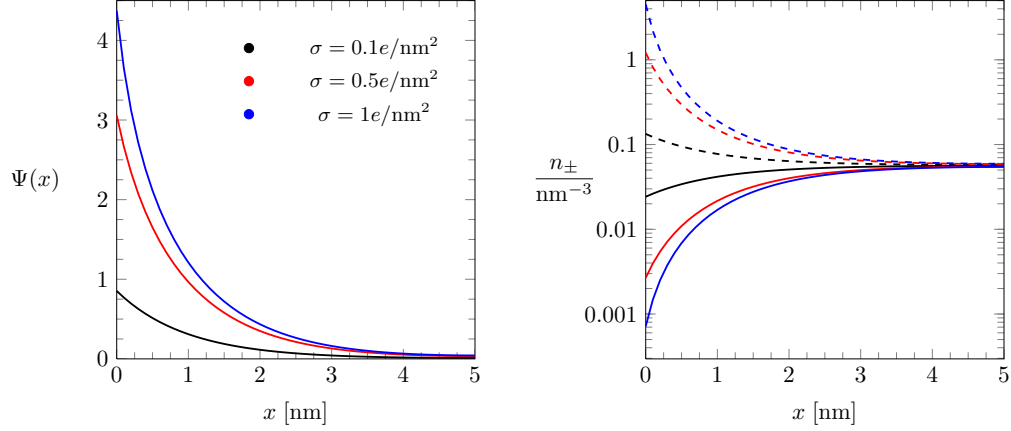 4
3
2
1
0
Ψ(x)
σ = 0.1e/nm²
σ = 0.5e/nm²
σ = 1e/nm²
0 1 2 3 4 5
x [nm]
1
0.1
0.01
0.001
n±
nm⁻³
0 1 2 3 4 5
x [nm]